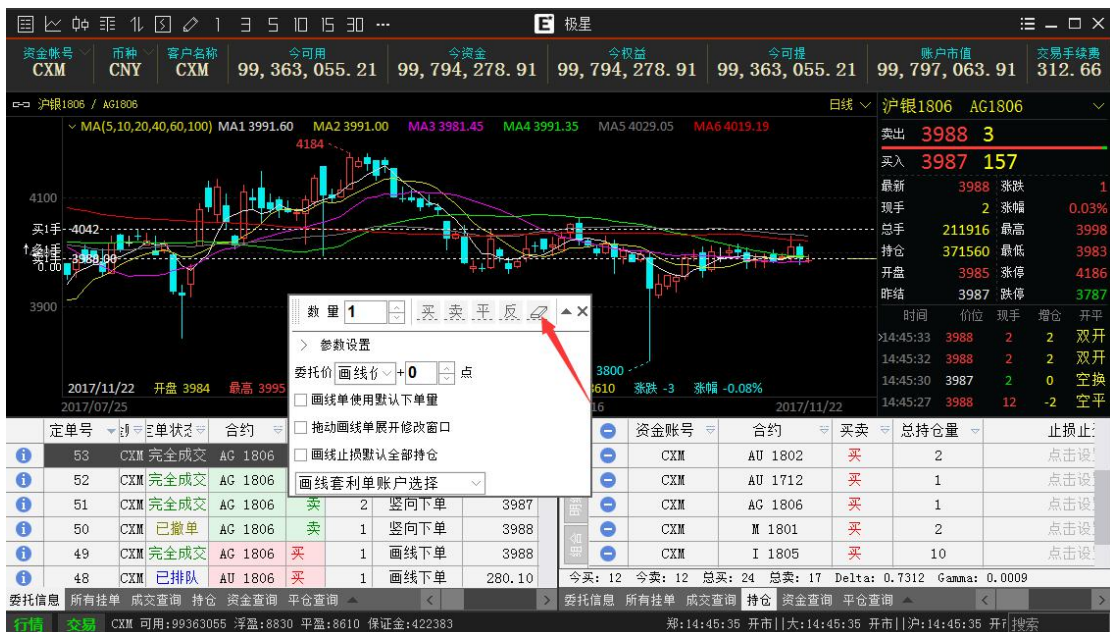 1 3 5 10 15 30 ··· E 极星
资金帐号 币种 客户名称 今可用 今资金 今权益 今可提 账户市值 交易手续费
CXM CNY CXM 99,363,055.21 99,794,278.91 99,794,278.91 99,363,055.21 99,797,063.91 312.66
沪银1806 / AG1806 日线 沪银1806 AG1806
MA(5,10,20,40,60,100) MA1 3991.60 MA2 3991.00 MA3 3981.45 MA4 3991.35 MA5 4029.05 MA6 4019.19
卖出 3988 3
4184
买入 3987 157
最新 3988 涨跌 1
4100
现手 2 涨幅 0.03%
买1手 4042
总手 211916 最高 3998
持仓 371560 最低 3983
0.00
开盘 3985 涨停 4186
昨结 3987 跌停 3787
3900
数量 1 买 卖 平 反
时间 价位 现手 增仓 开平
14:45:33 3988 2 2 双开
参数设置
14:45:32 3988 2 2 双开
委托价 画线价 + 0 点
3800
14:45:30 3987 2 0 空换
2017/11/22 开盘 3984 最高 3995 3610 涨跌 -3 涨幅 -0.08%
画线单使用默认下单量
14:45:27 3988 12 -2 空平
2017/07/25 16 2017/11/22
拖动画线单展开修改窗口
画线止损默认全部持仓
画线套利单账户选择
定单号 定单状态 合约
53 CXM 完全成交 AG 1806
52 CXM 完全成交 AG 1806
51 CXM 完全成交 AG 1806 卖 2 竖向下单 3987
50 CXM 已撤单 AG 1806 卖 1 竖向下单 3988
49 CXM 完全成交 AG 1806 买 1 画线下单 3988
48 CXM 已排队 AU 1806 买 1 画线下单 280.10
资金账号 合约 买卖 总持仓量 止损止
CXM AU 1802 买 2 点击设
CXM AU 1712 买 1 点击设
CXM AG 1806 买 1 点击设
CXM M 1801 买 2 点击设
CXM I 1805 买 10 点击设
今买: 12 今卖: 12 总买: 24 总卖: 17 Delta: 0.7312 Gamma: 0.0009
委托信息 所有挂单 成交查询 持仓 资金查询 平仓查询
委托信息 所有挂单 成交查询 持仓 资金查询 平仓查询
行情 交易 CXM 可用:99363055 浮盈:8830 平盈:8610 保证金:422383 郑:14:45:35 开市||大:14:45:35 开市||沪:14:45:35 开市 搜索